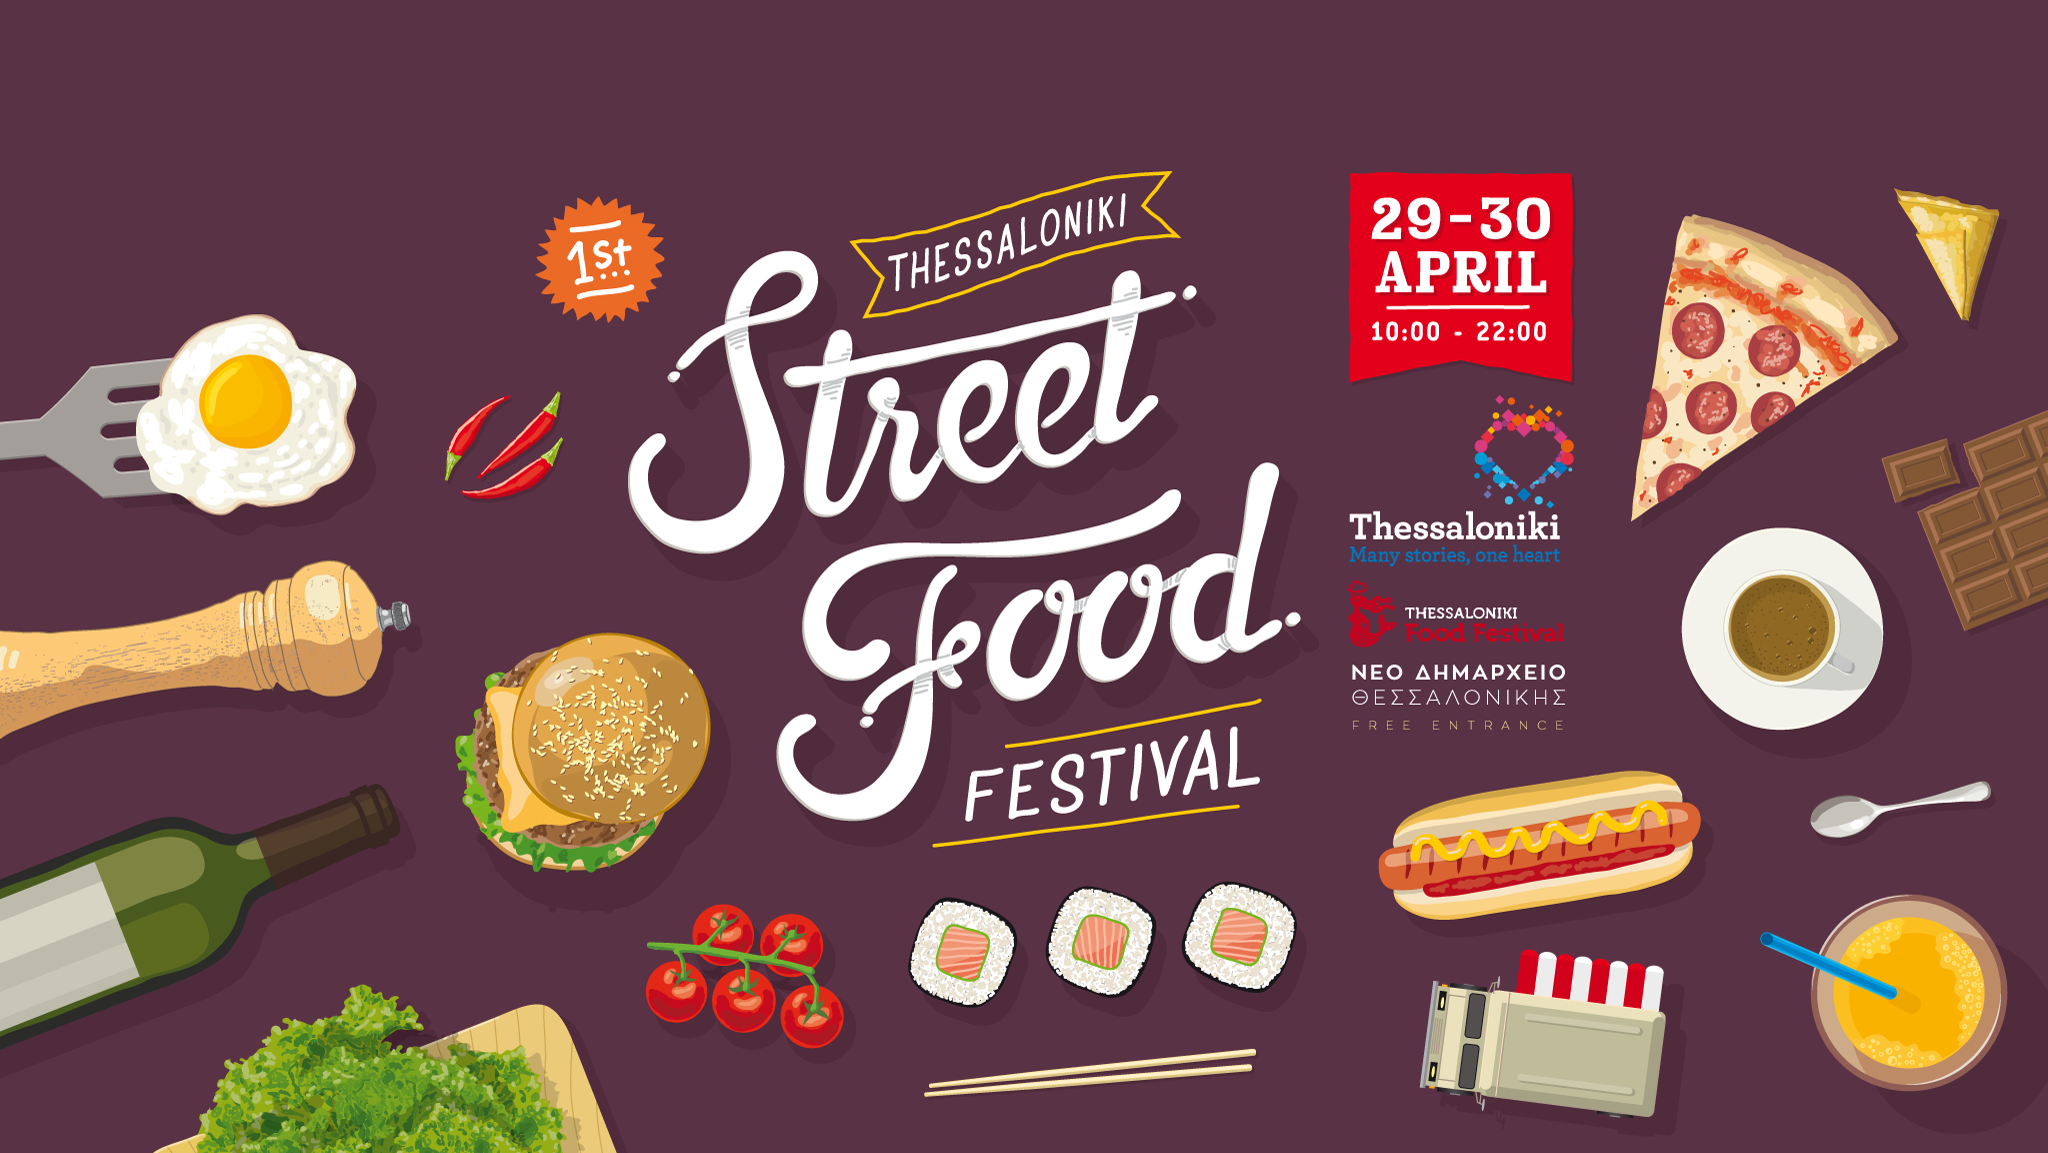 1st
THESSALONIKI
Street
Food
FESTIVAL
29-30
APRIL
10:00 - 22:00
Thessaloniki
Many stories, one heart
THESSALONIKI
Food Festival
ΝΕΟ ΔΗΜΑΡΧΕΙΟ
ΘΕΣΣΑΛΟΝΙΚΗΣ
FREE ENTRANCE